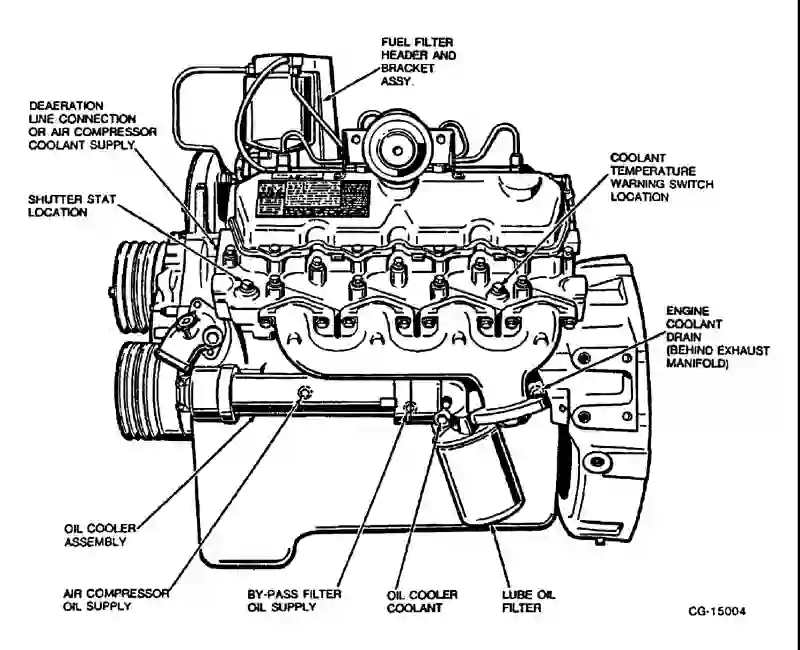 FUEL FILTER
HEADER AND
BRACKET
ASSY.
DEAERATION
LINE CONNECTION
OR AIR COMPRESSOR
COOLANT SUPPLY
SHUTTER STAT
LOCATION
COOLANT
TEMPERATURE
WARNING SWITCH
LOCATION
ENGINE
COOLANT
DRAIN
(BEHIND EXHAUST
MANIFOLD)
OIL COOLER
ASSEMBLY
AIR COMPRESSOR
OIL SUPPLY
BY-PASS FILTER
OIL SUPPLY
OIL COOLER
COOLANT
LUBE OIL
FILTER
CG-15004